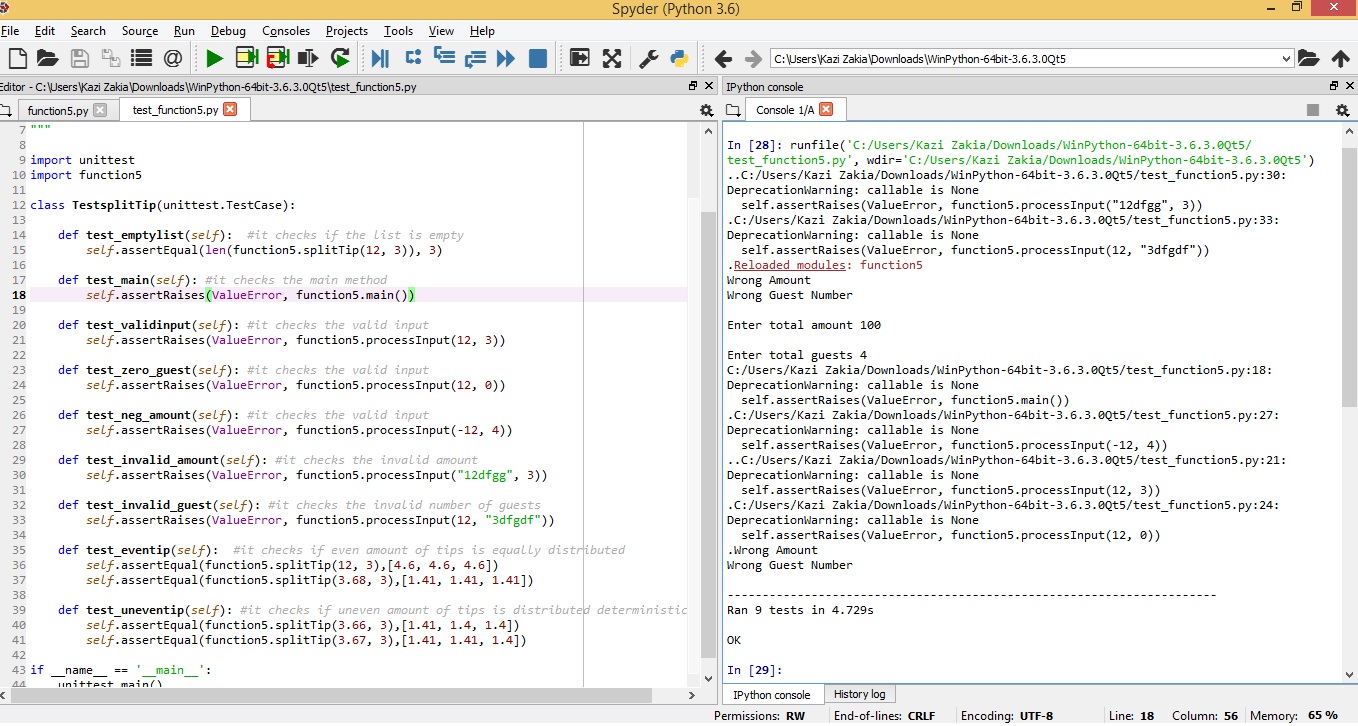 Spyder (Python 3.6)
File Edit Search Source Run Debug Consoles Projects Tools View Help
C:\Users\Kazi Zakia\Downloads\WinPython-64bit-3.6.3.0Qt5
Editor - C:\Users\Kazi Zakia\Downloads\WinPython-64bit-3.6.3.0Qt5\test_function5.py
function5.py test_function5.py
7 """
8
9 import unittest
10 import function5
11
12 class TestsplitTip(unittest.TestCase):
13
14     def test_emptylist(self):  #it checks if the list is empty
15         self.assertEqual(len(function5.splitTip(12, 3)), 3)
16
17     def test_main(self): #it checks the main method
18         self.assertRaises(ValueError, function5.main())
19
20     def test_validinput(self): #it checks the valid input
21         self.assertRaises(ValueError, function5.processInput(12, 3))
22
23     def test_zero_guest(self): #it checks the valid input
24         self.assertRaises(ValueError, function5.processInput(12, 0))
25
26     def test_neg_amount(self): #it checks the valid input
27         self.assertRaises(ValueError, function5.processInput(-12, 4))
28
29     def test_invalid_amount(self): #it checks the invalid amount
30         self.assertRaises(ValueError, function5.processInput("12dfgg", 3))
31
32     def test_invalid_guest(self): #it checks the invalid number of guests
33         self.assertRaises(ValueError, function5.processInput(12, "3dfgdf"))
34
35     def test_eventip(self):  #it checks if even amount of tips is equally distributed
36         self.assertEqual(function5.splitTip(12, 3),[4.6, 4.6, 4.6])
37         self.assertEqual(function5.splitTip(3.68, 3),[1.41, 1.41, 1.41])
38
39     def test_uneventip(self): #it checks if uneven amount of tips is distributed deterministic
40         self.assertEqual(function5.splitTip(3.66, 3),[1.41, 1.4, 1.4])
41         self.assertEqual(function5.splitTip(3.67, 3),[1.41, 1.41, 1.4])
42
43 if __name__ == '__main__':
44     unittest.main()
IPython console
Console 1/A
In [28]: runfile('C:/Users/Kazi Zakia/Downloads/WinPython-64bit-3.6.3.0Qt5/
test_function5.py', wdir='C:/Users/Kazi Zakia/Downloads/WinPython-64bit-3.6.3.0Qt5')
..C:/Users/Kazi Zakia/Downloads/WinPython-64bit-3.6.3.0Qt5/test_function5.py:30:
DeprecationWarning: callable is None
  self.assertRaises(ValueError, function5.processInput("12dfgg", 3))
.C:/Users/Kazi Zakia/Downloads/WinPython-64bit-3.6.3.0Qt5/test_function5.py:33:
DeprecationWarning: callable is None
  self.assertRaises(ValueError, function5.processInput(12, "3dfgdf"))
.Reloaded modules: function5
Wrong Amount
Wrong Guest Number

Enter total amount 100

Enter total guests 4
C:/Users/Kazi Zakia/Downloads/WinPython-64bit-3.6.3.0Qt5/test_function5.py:18:
DeprecationWarning: callable is None
  self.assertRaises(ValueError, function5.main())
.C:/Users/Kazi Zakia/Downloads/WinPython-64bit-3.6.3.0Qt5/test_function5.py:27:
DeprecationWarning: callable is None
  self.assertRaises(ValueError, function5.processInput(-12, 4))
..C:/Users/Kazi Zakia/Downloads/WinPython-64bit-3.6.3.0Qt5/test_function5.py:21:
DeprecationWarning: callable is None
  self.assertRaises(ValueError, function5.processInput(12, 3))
.C:/Users/Kazi Zakia/Downloads/WinPython-64bit-3.6.3.0Qt5/test_function5.py:24:
DeprecationWarning: callable is None
  self.assertRaises(ValueError, function5.processInput(12, 0))
.Wrong Amount
Wrong Guest Number

----------------------------------------------------------------------
Ran 9 tests in 4.729s

OK

In [29]:
IPython console History log
Permissions: RW End-of-lines: CRLF Encoding: UTF-8 Line: 18 Column: 56 Memory: 65 %